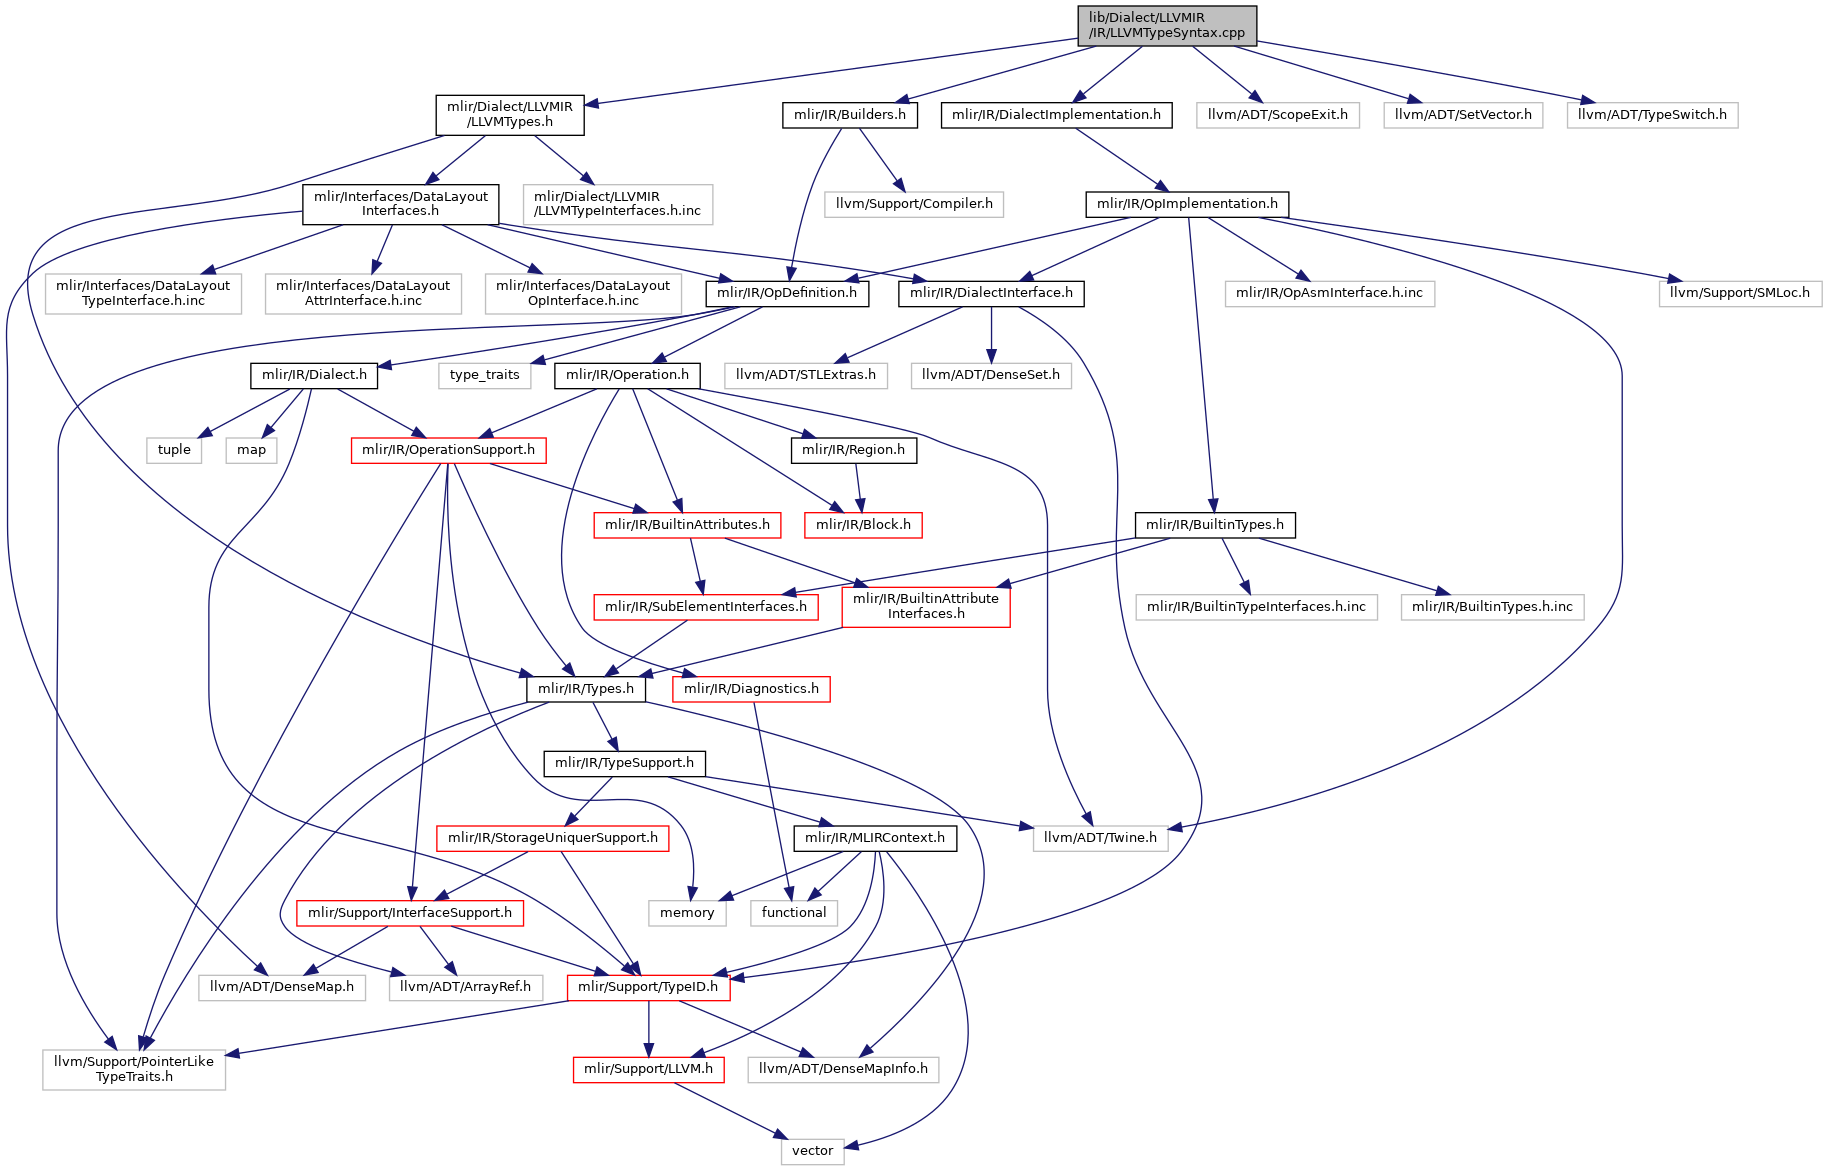 lib/Dialect/LLVMIR
/IR/LLVMTypeSyntax.cpp
mlir/Dialect/LLVMIR
/LLVMTypes.h
mlir/IR/Builders.h
mlir/IR/DialectImplementation.h
llvm/ADT/ScopeExit.h
llvm/ADT/SetVector.h
llvm/ADT/TypeSwitch.h
mlir/Interfaces/DataLayout
Interfaces.h
mlir/Dialect/LLVMIR
/LLVMTypeInterfaces.h.inc
llvm/Support/Compiler.h
mlir/IR/OpImplementation.h
mlir/Interfaces/DataLayout
TypeInterface.h.inc
mlir/Interfaces/DataLayout
AttrInterface.h.inc
mlir/Interfaces/DataLayout
OpInterface.h.inc
mlir/IR/OpDefinition.h
mlir/IR/DialectInterface.h
mlir/IR/OpAsmInterface.h.inc
llvm/Support/SMLoc.h
mlir/IR/Dialect.h
type_traits
mlir/IR/Operation.h
llvm/ADT/STLExtras.h
llvm/ADT/DenseSet.h
tuple
map
mlir/IR/OperationSupport.h
mlir/IR/Region.h
mlir/IR/BuiltinAttributes.h
mlir/IR/Block.h
mlir/IR/BuiltinTypes.h
mlir/IR/SubElementInterfaces.h
mlir/IR/BuiltinAttribute
Interfaces.h
mlir/IR/BuiltinTypeInterfaces.h.inc
mlir/IR/BuiltinTypes.h.inc
mlir/IR/Types.h
mlir/IR/Diagnostics.h
mlir/IR/TypeSupport.h
mlir/IR/StorageUniquerSupport.h
mlir/IR/MLIRContext.h
llvm/ADT/Twine.h
mlir/Support/InterfaceSupport.h
memory
functional
llvm/ADT/DenseMap.h
llvm/ADT/ArrayRef.h
mlir/Support/TypeID.h
llvm/Support/PointerLike
TypeTraits.h
mlir/Support/LLVM.h
llvm/ADT/DenseMapInfo.h
vector